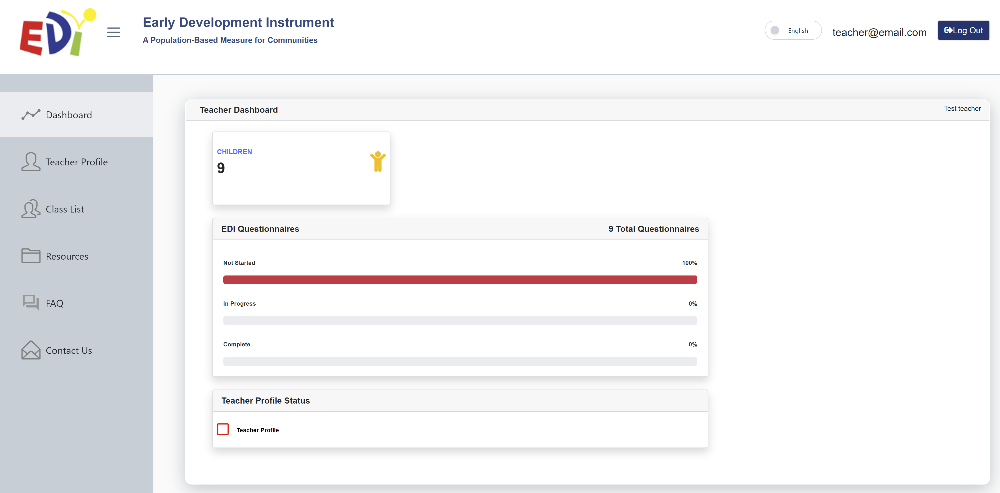 EDI
Early Development Instrument
A Population-Based Measure for Communities
English
teacher@email.com
Log Out
Dashboard
Teacher Profile
Class List
Resources
FAQ
Contact Us
Teacher Dashboard
Test teacher
CHILDREN
9
EDI Questionnaires
9 Total Questionnaires
Not Started
100%
In Progress
0%
Complete
0%
Teacher Profile Status
Teacher Profile